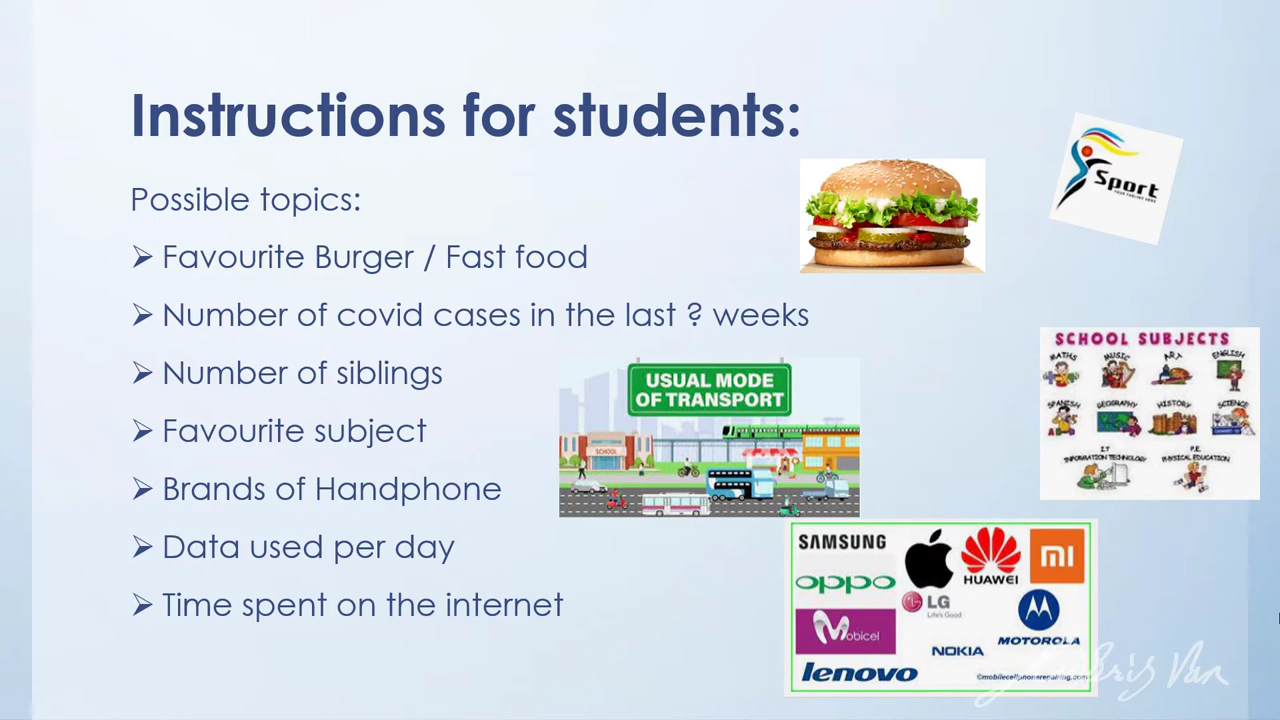 Instructions for students:
Possible topics:
Favourite Burger / Fast food
Number of covid cases in the last ? weeks
Number of siblings
Favourite subject
Brands of Handphone
Data used per day
Time spent on the internet
Sport
USUAL MODE
OF TRANSPORT
SCHOOL
SCHOOL SUBJECTS
MATHS MUSIC ART ENGLISH
SPANISH GEOGRAPHY HISTORY SCIENCE
I.T P.E
INFORMATION TECHNOLOGY PHYSICAL EDUCATION
SAMSUNG
HUAWEI
mi
oppo
LG
Life's Good
Mobicel
MOTOROLA
NOKIA
lenovo
©mobilecellphonerepairing.com
Van